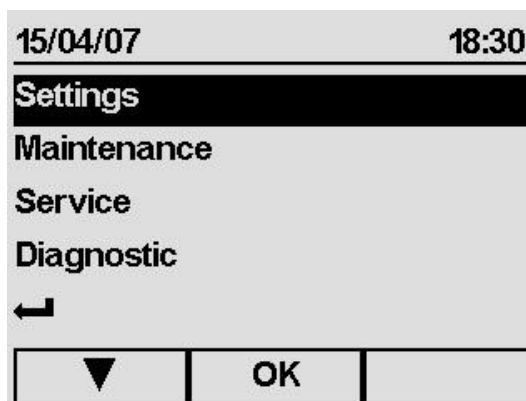 15/04/07 18:30
Settings
Maintenance
Service
Diagnostic
OK